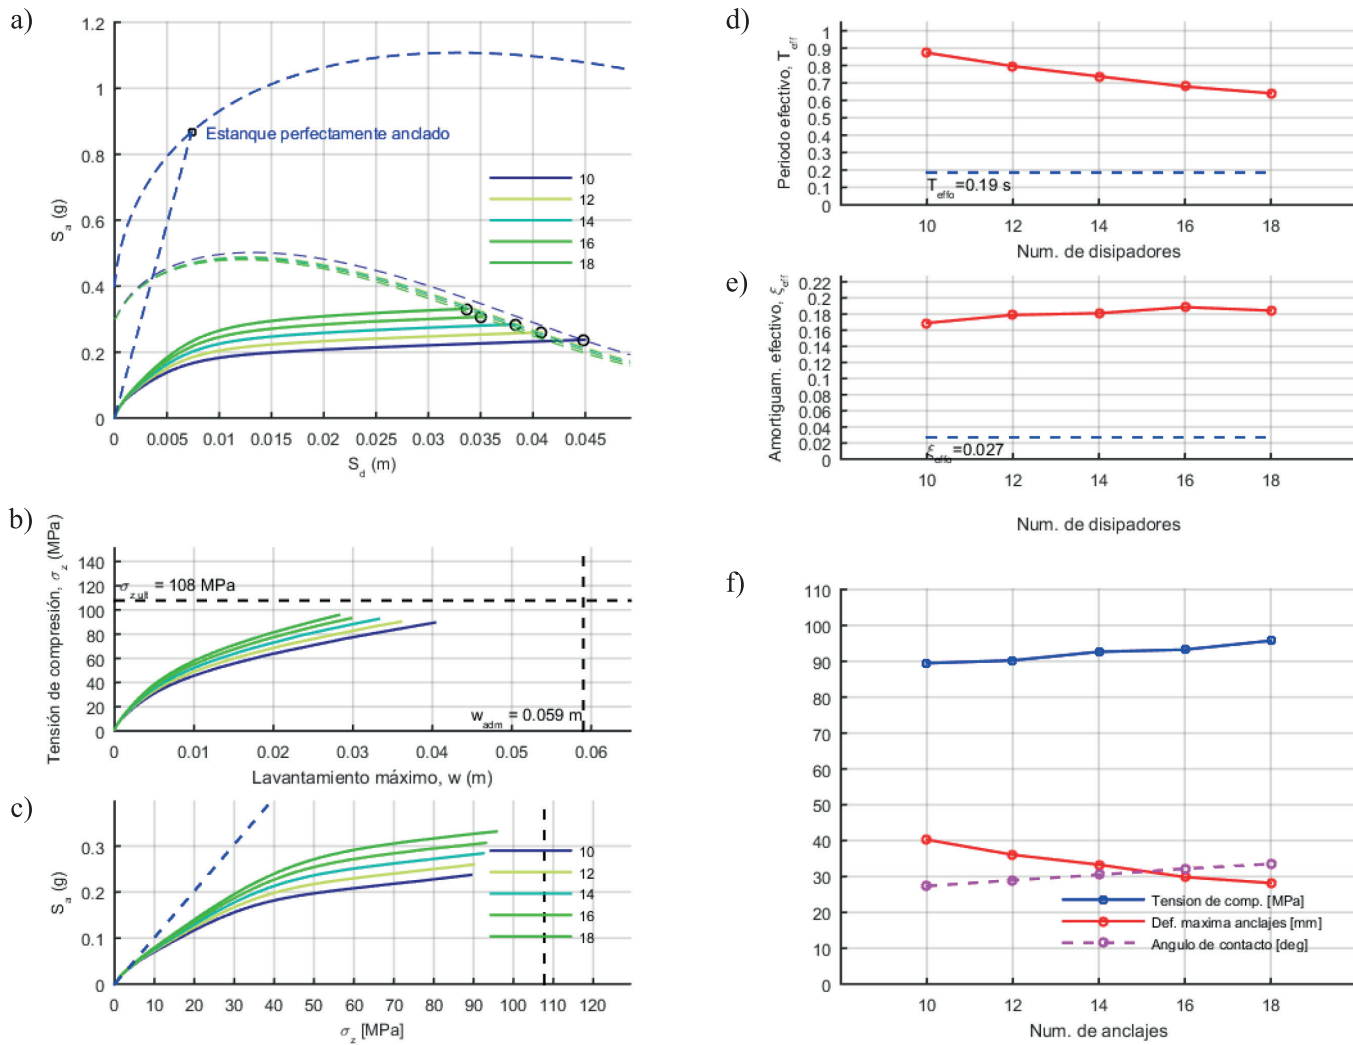 a)
1.2
1
0.8
0.6
0.4
0.2
0
S_a (g)
Estanque perfectamente anclado
10
12
14
16
18
0 0.005 0.01 0.015 0.02 0.025 0.03 0.035 0.04 0.045
S_d (m)
b)
Tensión de compresión, σ_z (MPa)
140
120
100
80
60
40
20
0
σ_z,ult = 108 MPa
w_adm = 0.059 m
0 0.01 0.02 0.03 0.04 0.05 0.06
Lavantamiento máximo, w (m)
c)
S_a (g)
0.3
0.2
0.1
0
10
12
14
16
18
0 10 20 30 40 50 60 70 80 90 100 110 120
σ_z [MPa]
d)
Periodo efectivo, T_eff
1
0.9
0.8
0.7
0.6
0.5
0.4
0.3
0.2
0.1
0
T_effo=0.19 s
10 12 14 16 18
Num. de disipadores
e)
Amortiguam. efectivo, ξ_eff
0.22
0.2
0.18
0.16
0.14
0.12
0.1
0.08
0.06
0.04
0.02
0
ξ_effo=0.027
10 12 14 16 18
Num. de disipadores
f)
110
100
90
80
70
60
50
40
30
20
10
0
Tension de comp. [MPa]
Def. maxima anclajes [mm]
Angulo de contacto [deg]
10 12 14 16 18
Num. de anclajes